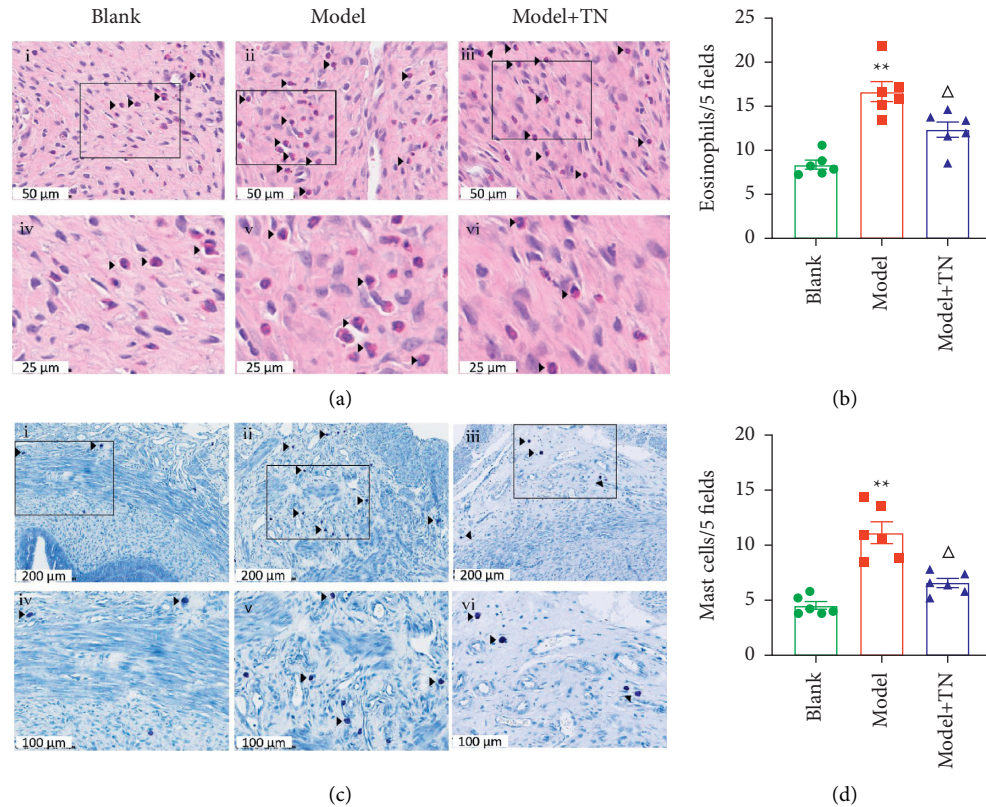 Blank
Model
Model+TN
i
ii
iii
50 μm
50 μm
50 μm
iv
v
vi
25 μm
25 μm
25 μm
(a)
Eosinophils/5 fields
25
20
15
10
5
0
**
Δ
Blank
Model
Model+TN
(b)
i
ii
iii
200 μm
200 μm
200 μm
iv
v
vi
100 μm
100 μm
100 μm
(c)
Mast cells/5 fields
20
15
10
5
0
**
Δ
Blank
Model
Model+TN
(d)